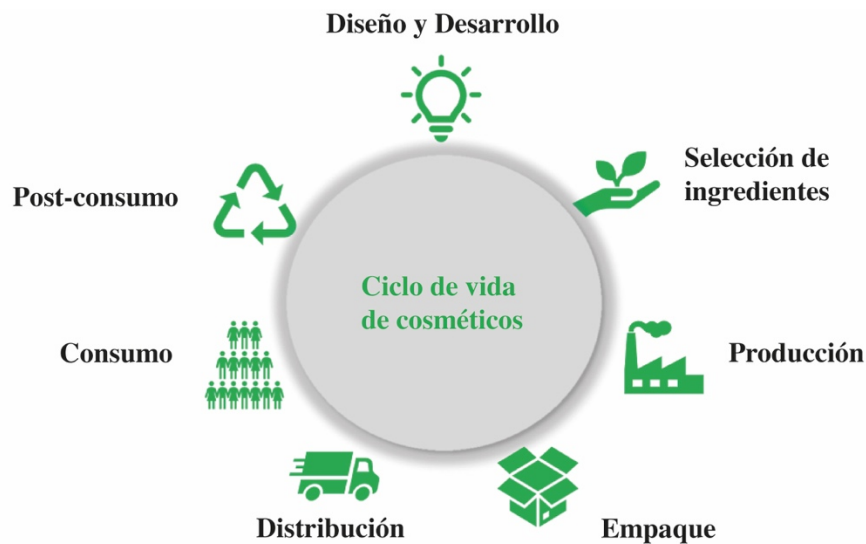 Diseño y Desarrollo
Selección de
ingredientes
Producción
Empaque
Distribución
Consumo
Post-consumo
Ciclo de vida
de cosméticos